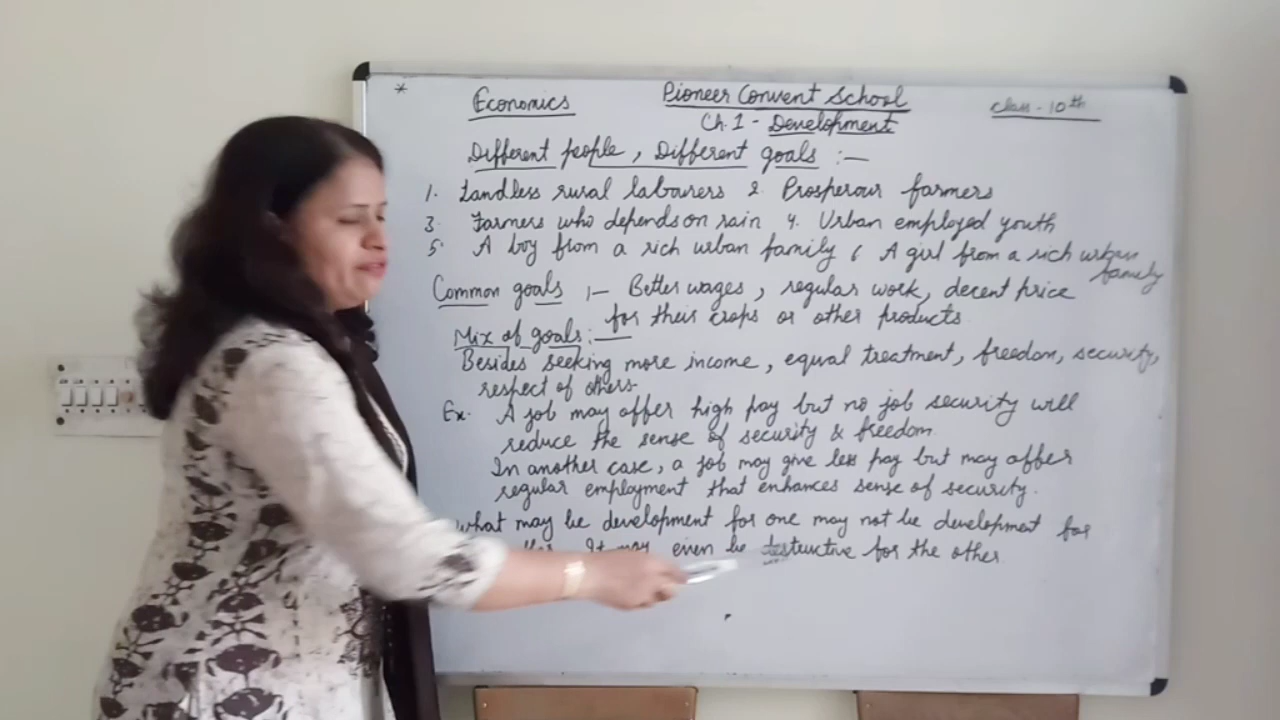 * Economics Pioneer Convent School class - 10th
Ch. 1 - Development
Different people, Different goals :—
1. Landless rural labourers 2. Prosperous farmers
3. Farmers who depends on rain 4. Urban employed youth
5. A boy from a rich urban family 6 A girl from a rich urban
family
Common goals :— Better wages, regular work, decent price
for their crops or other products
Mix of goals:—
Besides seeking more income, equal treatment, freedom, security,
respect of others.
Ex. A job may offer high pay but no job security will
reduce the sense of security & freedom.
In another case, a job may give less pay but may offer
regular employment that enhances sense of security.
what may be development for one may not be development for
It may even be destructive for the other.